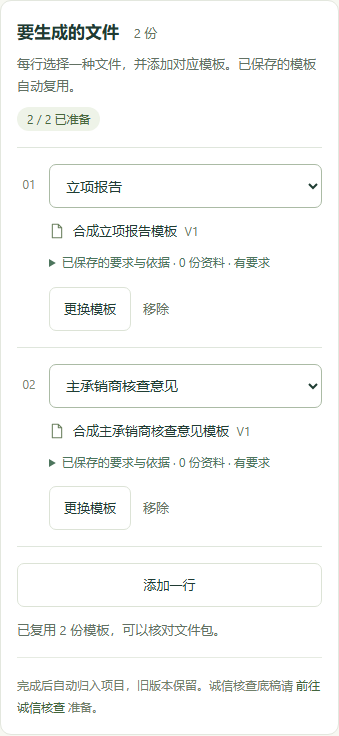 要生成的文件 2 份
每行选择一种文件，并添加对应模板。已保存的模板
自动复用。
2 / 2 已准备
01 立项报告
合成立项报告模板 V1
已保存的要求与依据 · 0 份资料 · 有要求
更换模板 移除
02 主承销商核查意见
合成主承销商核查意见模板 V1
已保存的要求与依据 · 0 份资料 · 有要求
更换模板 移除
添加一行
已复用 2 份模板，可以核对文件包。
完成后自动归入项目，旧版本保留。诚信核查底稿请 前往
诚信核查 准备。